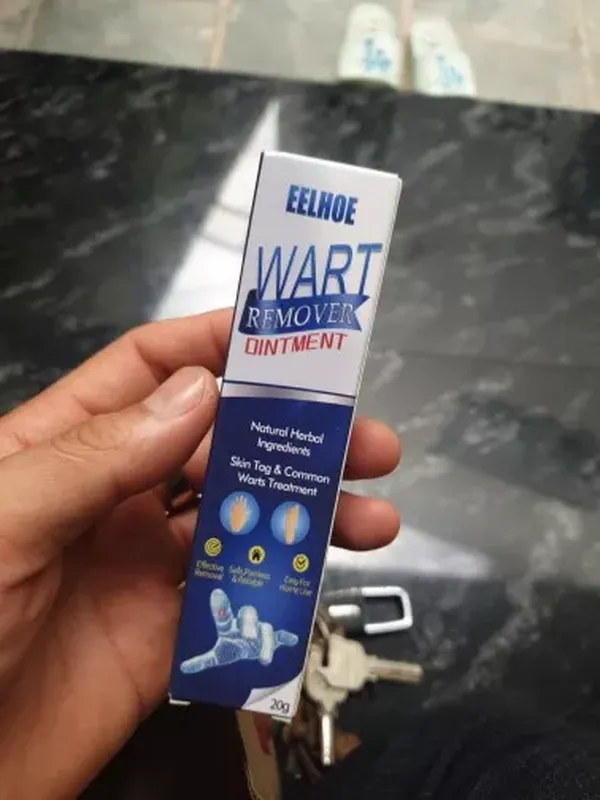 EELHOE
WART
REMOVER
OINTMENT
Natural Herbal
Ingredients
Skin Tag & Common
Warts Treatment
Effective
Removal
Safe, Painless
& Reliable
Easy For
Home Use
20g